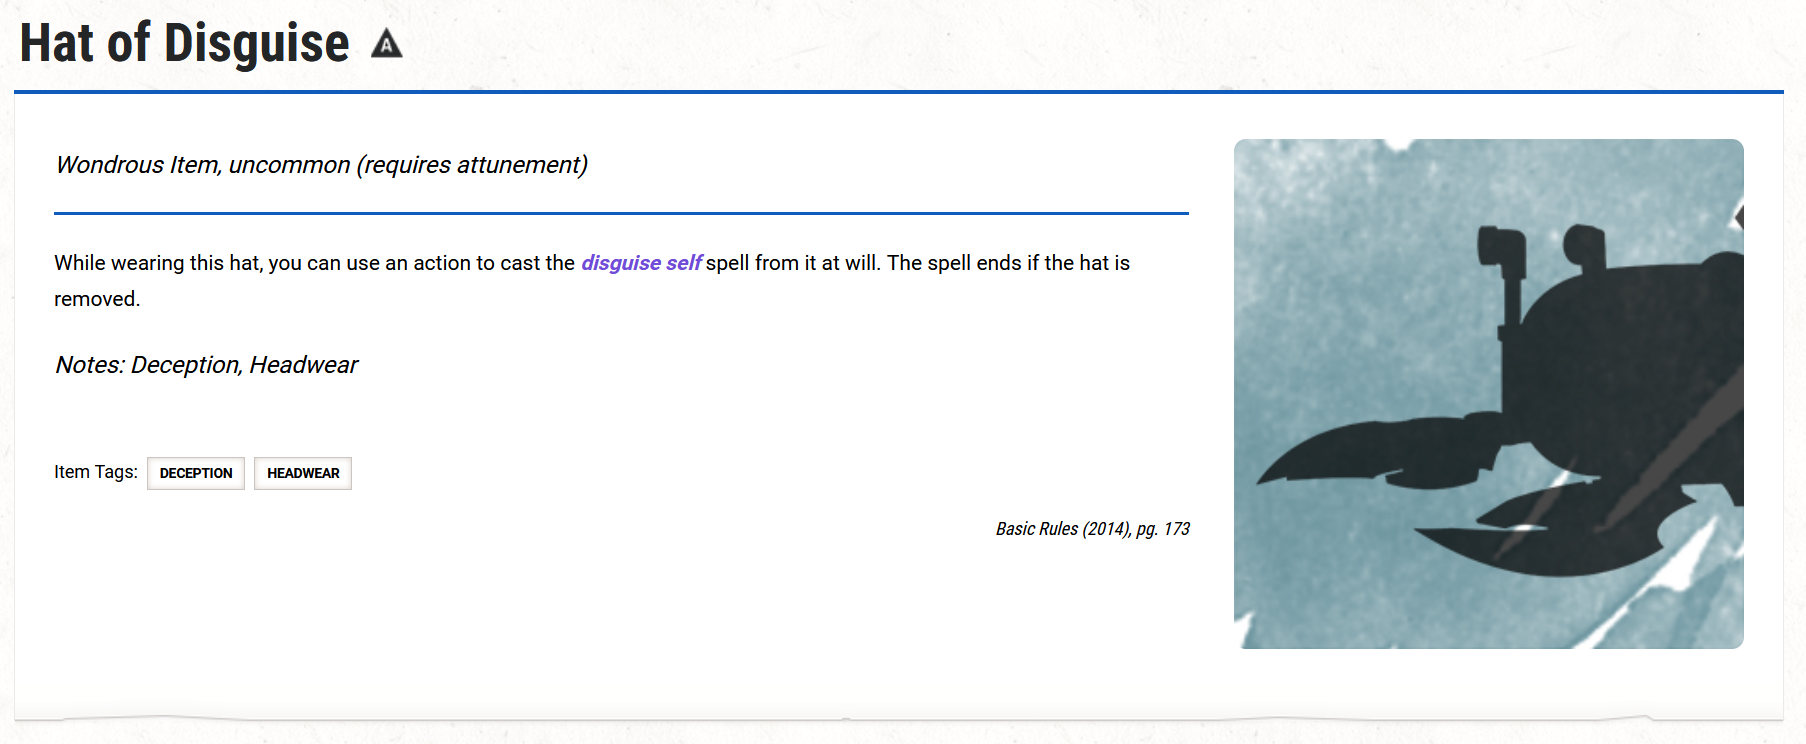 Hat of Disguise A
Wondrous Item, uncommon (requires attunement)
While wearing this hat, you can use an action to cast the disguise self spell from it at will. The spell ends if the hat is
removed.
Notes: Deception, Headwear
Item Tags: DECEPTION HEADWEAR
Basic Rules (2014), pg. 173